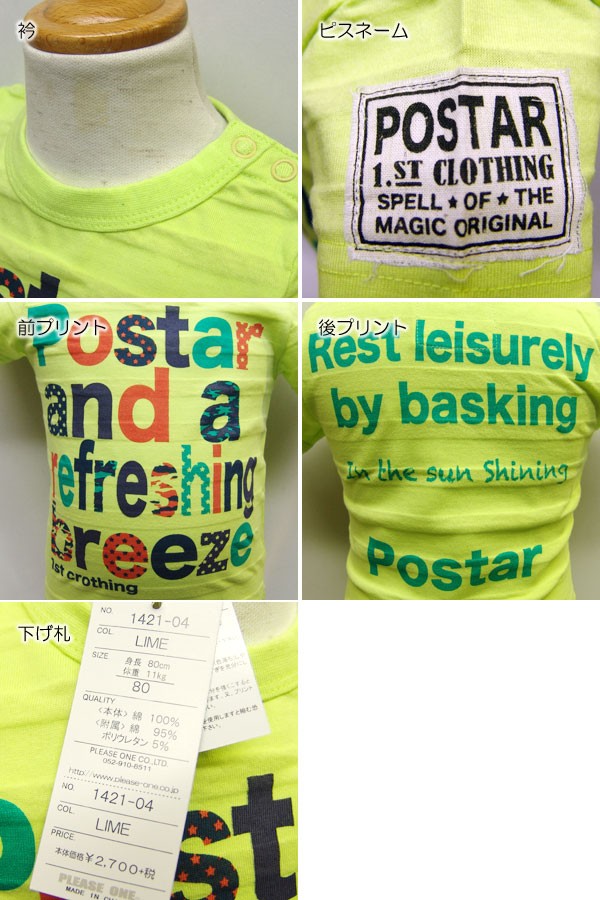 衿
ピスネーム
POSTAR
1.ST CLOTHING
SPELL ★ OF ★ THE
MAGIC ORIGINAL
前プリント
Postar
and a
refreshing
breeze
1st crothing
後プリント
Rest leisurely
by basking
In the sun Shining
Postar
下げ札
NO.
1421-04
COL.
LIME
SIZE
身長 80cm
体重 11kg
80
QUALITY
〈本体〉綿 100%
〈附属〉綿 95%
ポリウレタン 5%
PLEASE ONE CO.,LTD.
052-910-6511
http://www.please-one.co.jp
NO.
1421-04
COL.
LIME
PRICE
本体価格 ¥2,700+税
PLEASE ONE.
MADE IN